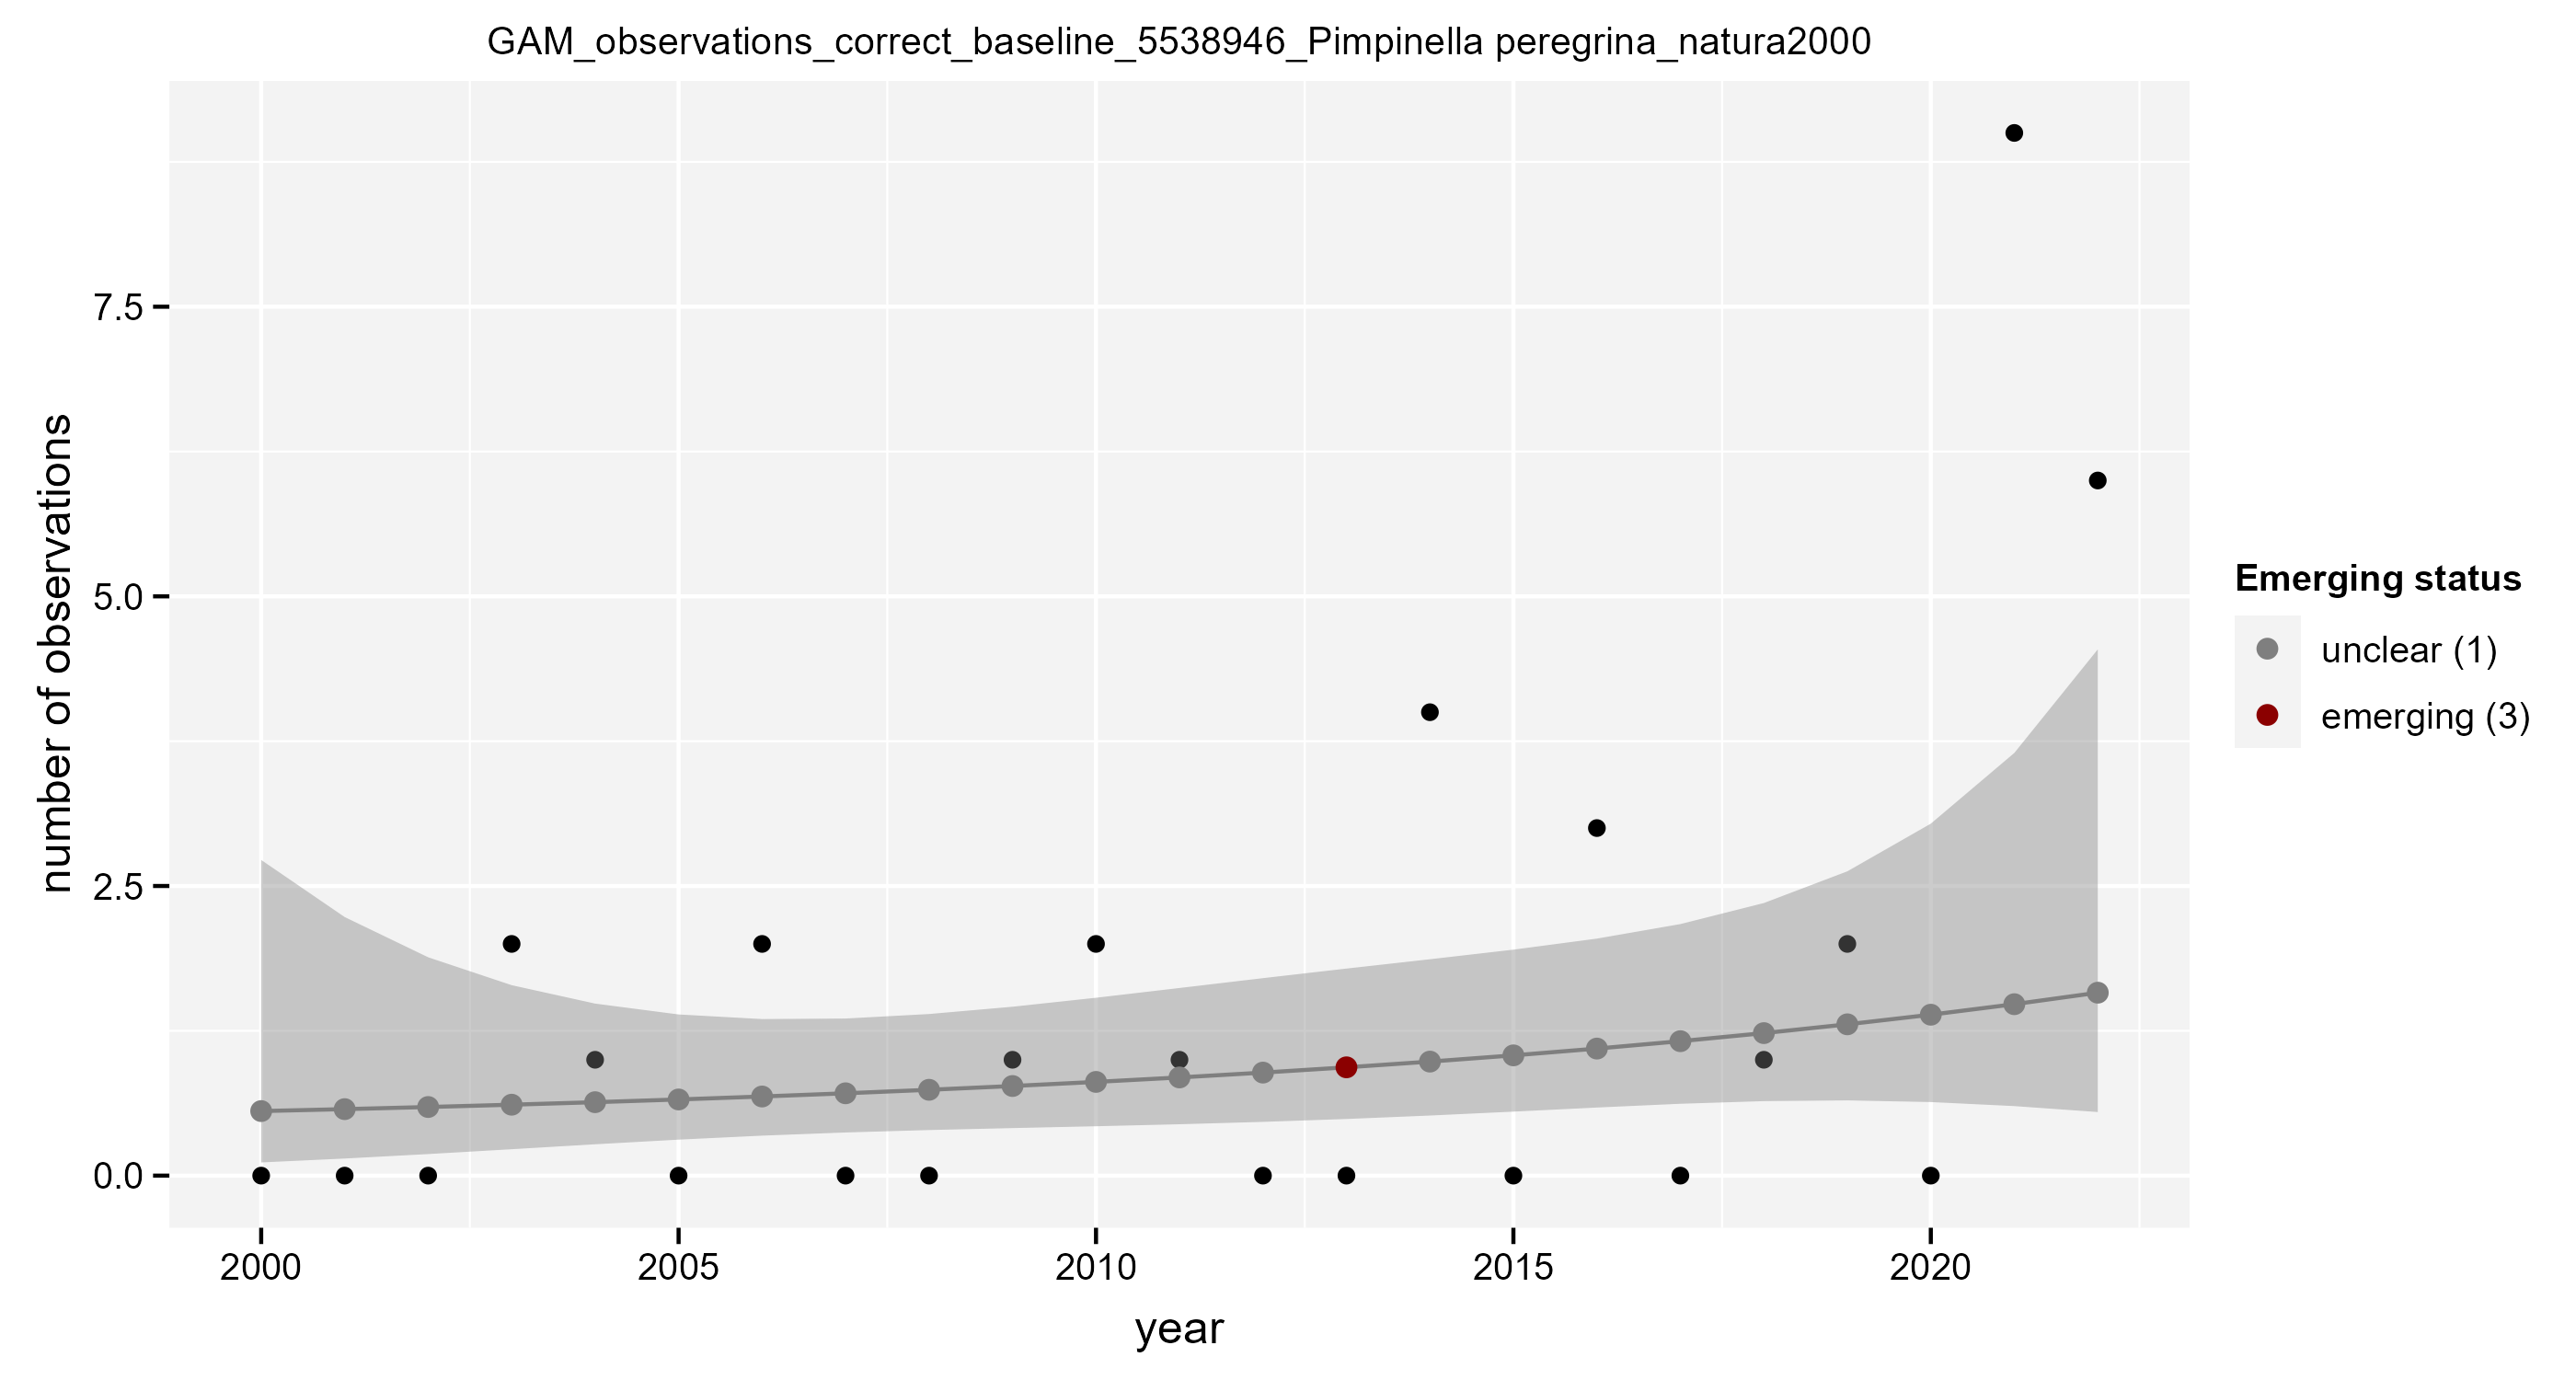 GAM_observations_correct_baseline_5538946_Pimpinella peregrina_natura2000
number of observations
7.5
5.0
2.5
0.0
2000 2005 2010 2015 2020
year
Emerging status
unclear (1)
emerging (3)